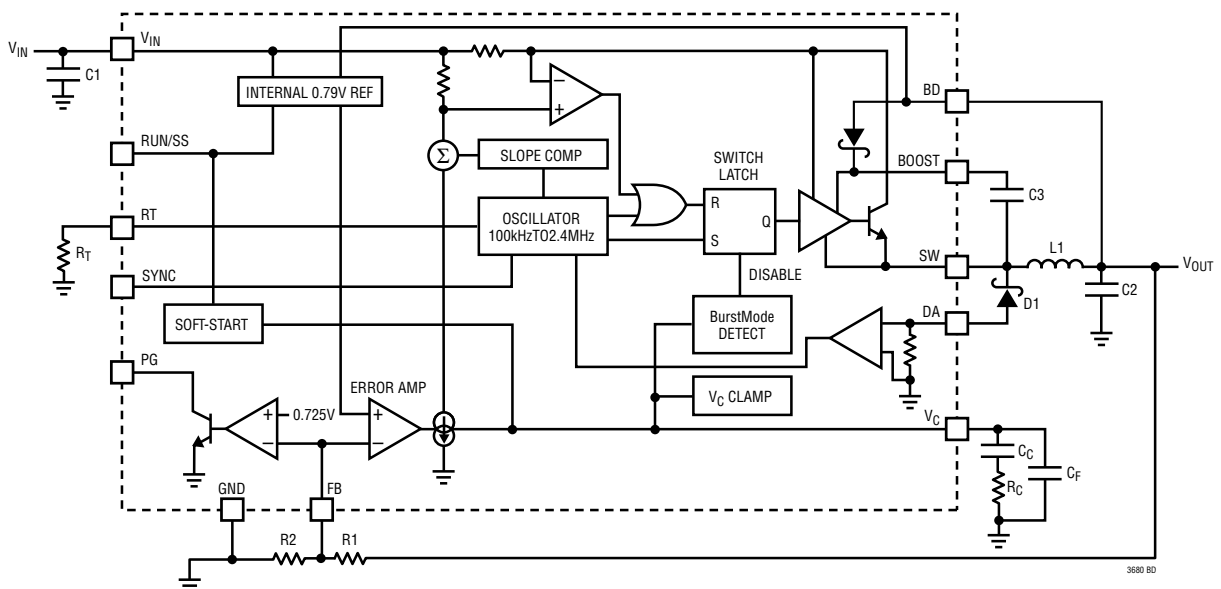 V_IN
V_IN
C1
INTERNAL 0.79V REF
−
+
BD
RUN/SS
Σ
SLOPE COMP
SWITCH
LATCH
BOOST
C3
RT
R_T
OSCILLATOR
100kHzTO2.4MHz
R
S
Q
SW
L1
V_OUT
SYNC
DISABLE
C2
D1
SOFT-START
BurstMode
DETECT
DA
PG
ERROR AMP
V_C CLAMP
+
0.725V
−
+
−
V_C
C_C
R_C
C_F
GND
FB
R2
R1
3680 BD